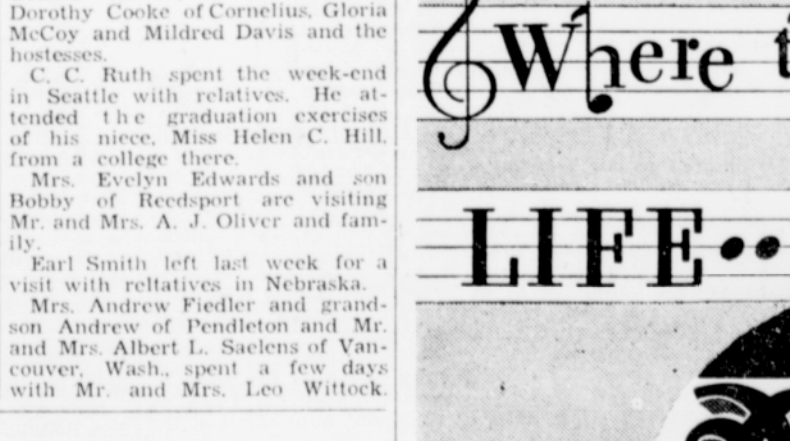 Dorothy Cooke of Cornelius, Gloria
McCoy and Mildred Davis and the
hostesses.
C. C. Ruth spent the week-end
in Seattle with relatives. He at-
tended the graduation exercises
of his niece, Miss Helen C. Hill,
from a college there.
Mrs. Evelyn Edwards and son
Bobby of Reedsport are visiting
Mr. and Mrs. A. J. Oliver and fam-
ily.
Earl Smith left last week for a
visit with reltatives in Nebraska.
Mrs. Andrew Fiedler and grand-
son Andrew of Pendleton and Mr.
and Mrs. Albert L. Saelens of Van-
couver, Wash., spent a few days
with Mr. and Mrs. Leo Wittock.
Where
LIFE••